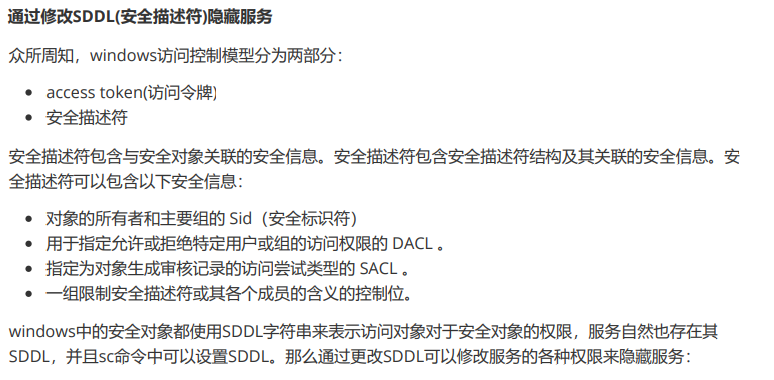 通过修改SDDL(安全描述符)隐藏服务
众所周知，windows访问控制模型分为两部分：
• access token(访问令牌)
• 安全描述符
安全描述符包含与安全对象关联的安全信息。安全描述符包含安全描述符结构及其关联的安全信息。安
全描述符可以包含以下安全信息：
• 对象的所有者和主要组的 Sid（安全标识符）
• 用于指定允许或拒绝特定用户或组的访问权限的 DACL 。
• 指定为对象生成审核记录的访问尝试类型的 SACL 。
• 一组限制安全描述符或其各个成员的含义的控制位。
windows中的安全对象都使用SDDL字符串来表示访问对象对于安全对象的权限，服务自然也存在其
SDDL，并且sc命令中可以设置SDDL。那么通过更改SDDL可以修改服务的各种权限来隐藏服务：